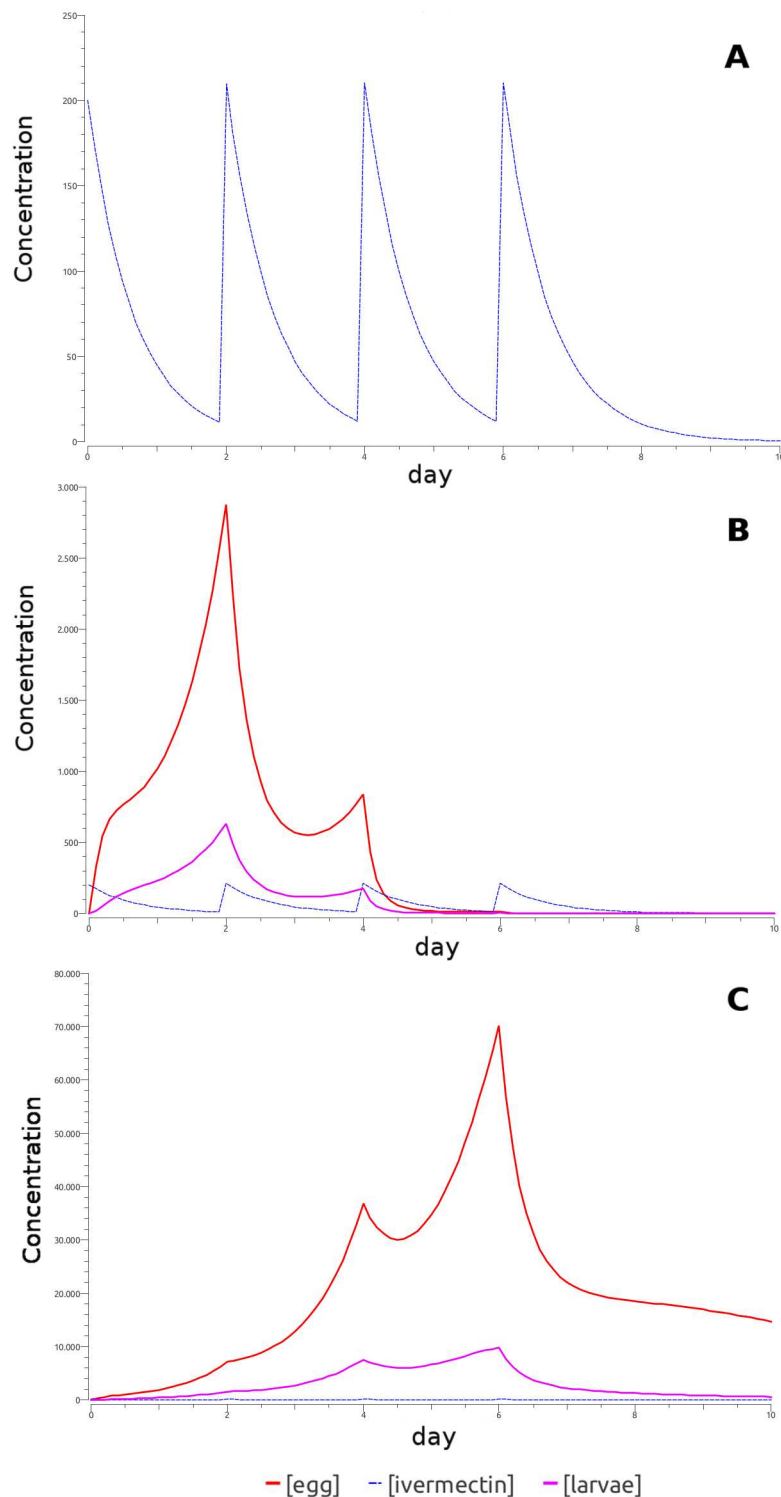 A
250
200
150
100
50
0
Concentration
0 2 4 6 8 10
day
B
3.000
2.500
2.000
1.500
1.000
500
0
Concentration
0 2 4 6 8 10
day
C
80.000
70.000
60.000
50.000
40.000
30.000
20.000
10.000
0
Concentration
0 2 4 6 8 10
day
[egg] [ivermectin] [larvae]